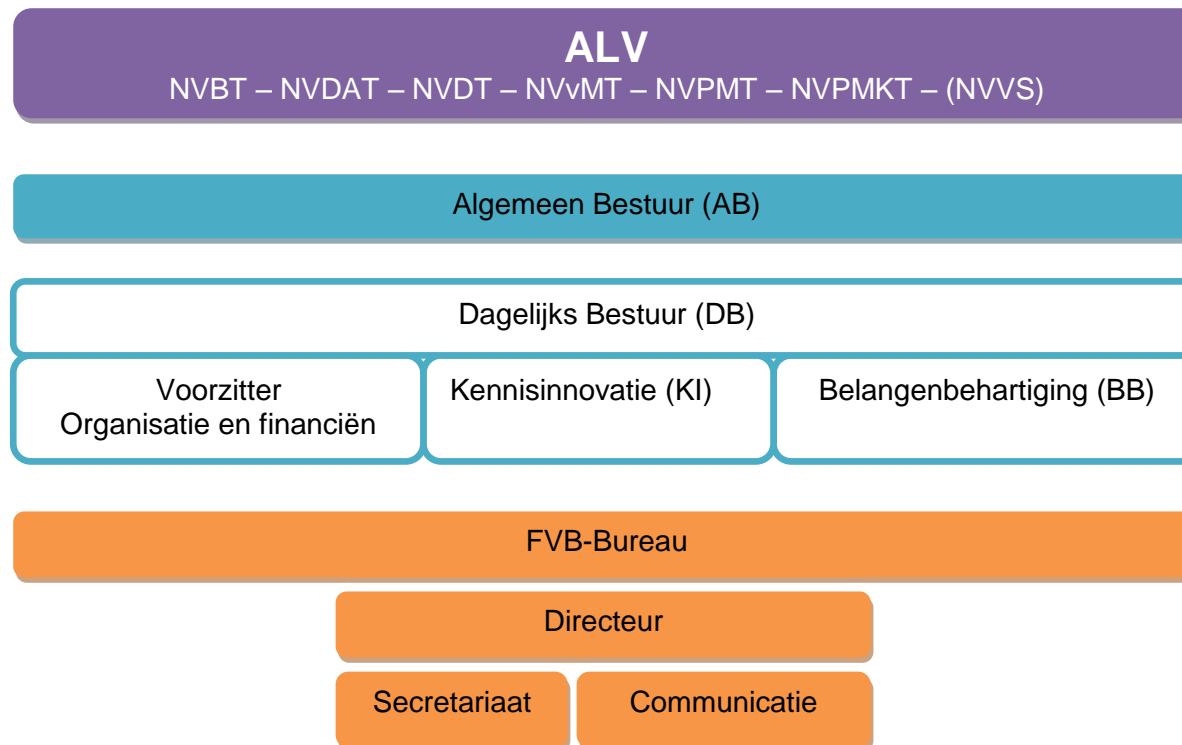 ALV
NVBT – NVDAT – NVDT – NVvMT – NVPMT – NVPMKT – (NVVS)
Algemeen Bestuur (AB)
Dagelijks Bestuur (DB)
Voorzitter
Organisatie en financiën
Kennisinnovatie (KI)
Belangenbehartiging (BB)
FVB-Bureau
Directeur
Secretariaat
Communicatie